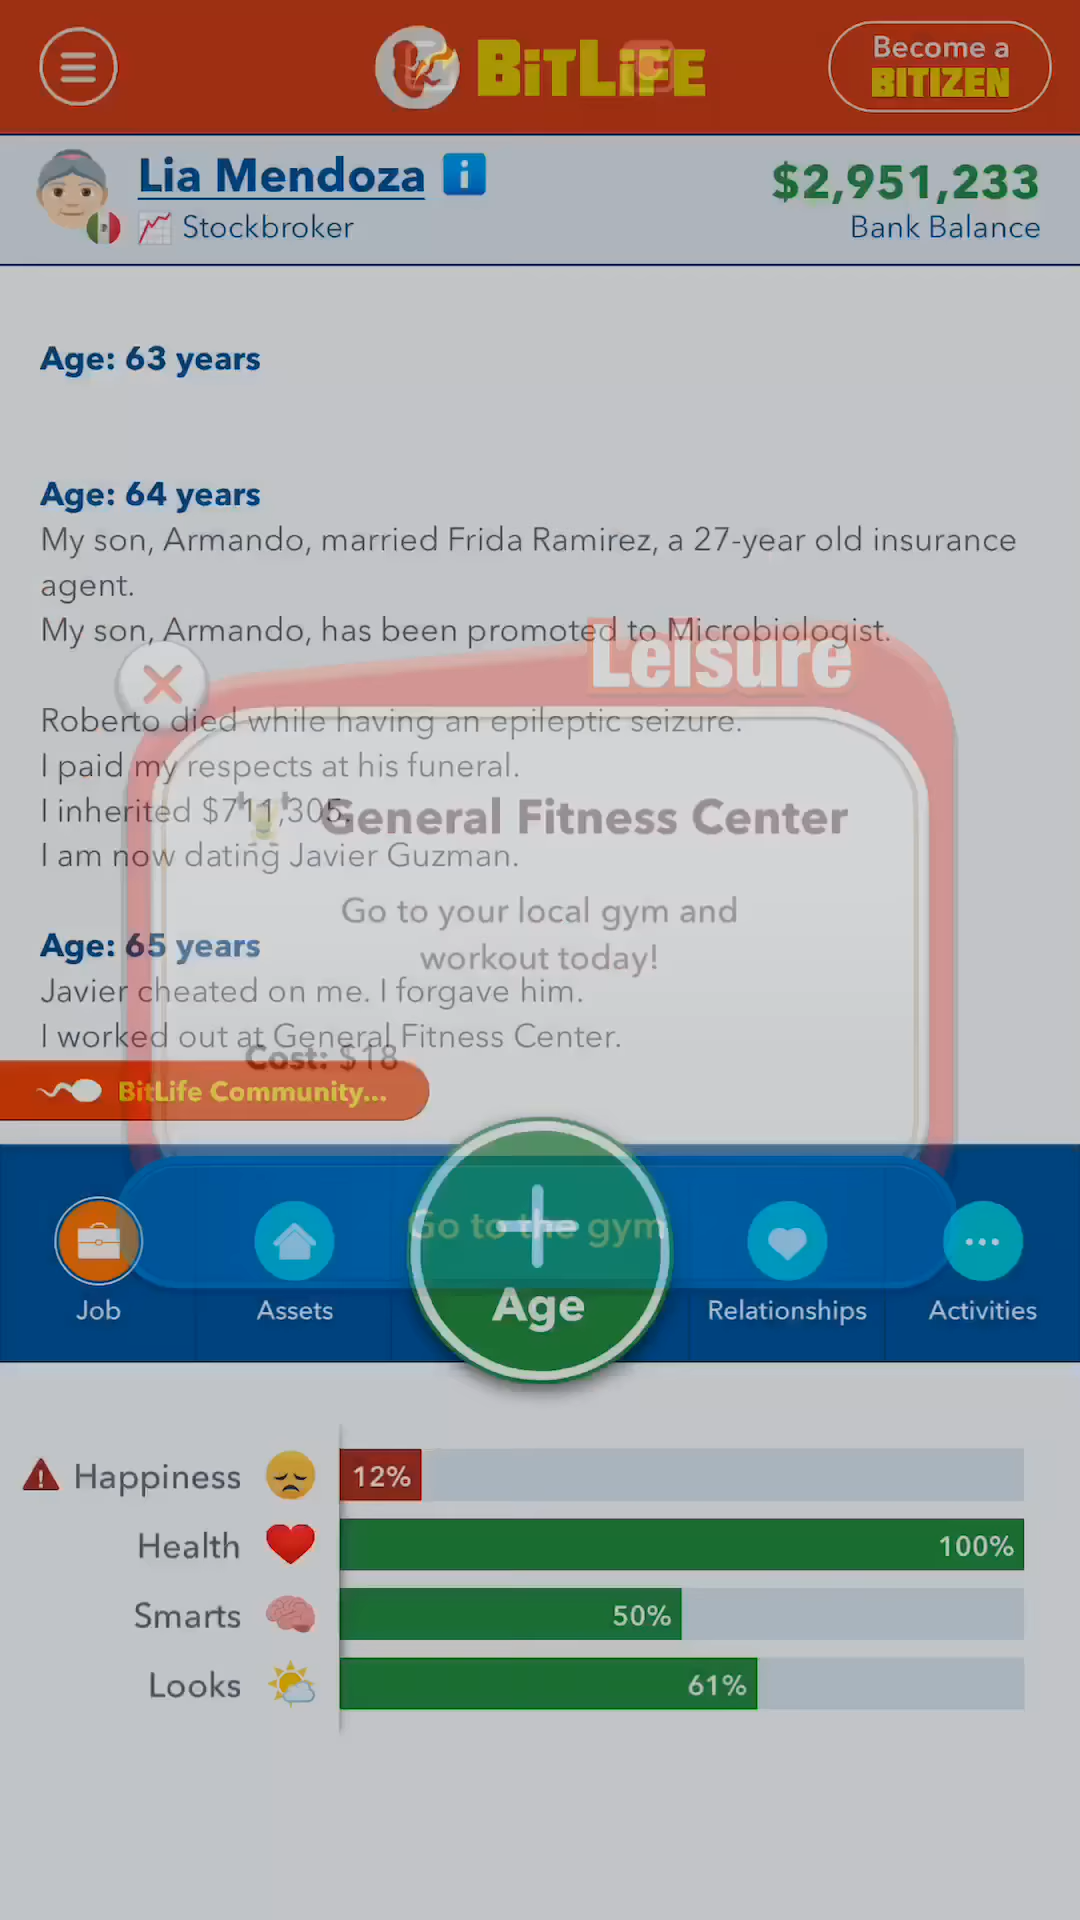 BitLife
Become a
BITIZEN
Lia Mendoza
$2,951,233
Stockbroker
Bank Balance
Age: 63 years
Age: 64 years
My son, Armando, married Frida Ramirez, a 27-year old insurance
agent.
My son, Armando, has been promoted to Microbiologist.
Leisure
Roberto died while having an epileptic seizure.
I paid my respects at his funeral.
I inherited $711,305.
General Fitness Center
I am now dating Javier Guzman.
Go to your local gym and
workout today!
Age: 65 years
Javier cheated on me. I forgave him.
I worked out at General Fitness Center.
Cost: $18
BitLife Community...
Go to the gym
Job
Assets
Age
Relationships
Activities
Happiness
12%
Health
100%
Smarts
50%
Looks
61%